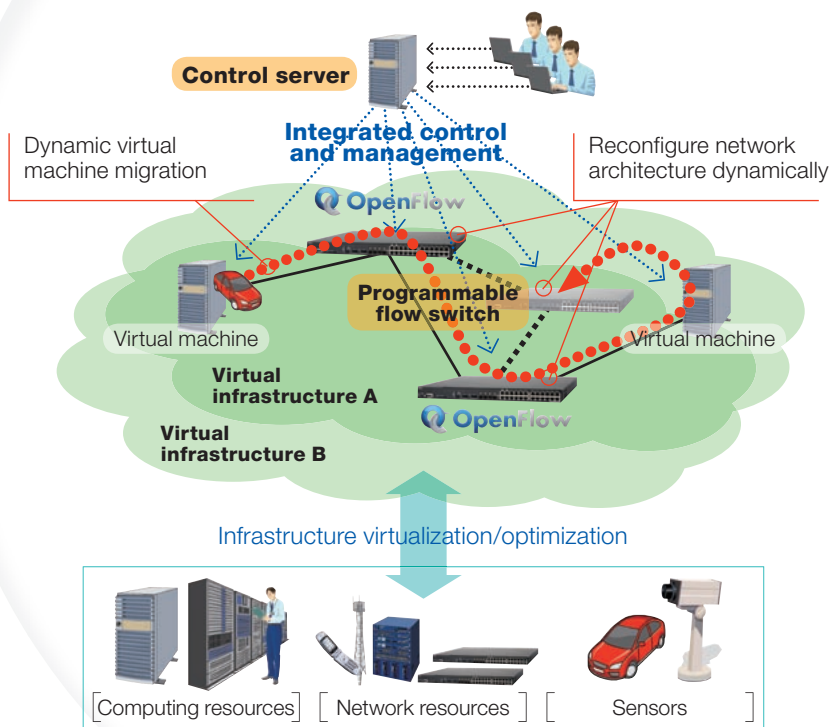 Control server
Integrated control
and management
Dynamic virtual
machine migration
Reconfigure network
architecture dynamically
OpenFlow
Programmable
flow switch
Virtual machine
Virtual machine
Virtual
infrastructure A
OpenFlow
Virtual
infrastructure B
Infrastructure virtualization/optimization
[Computing resources]
[Network resources]
[Sensors]